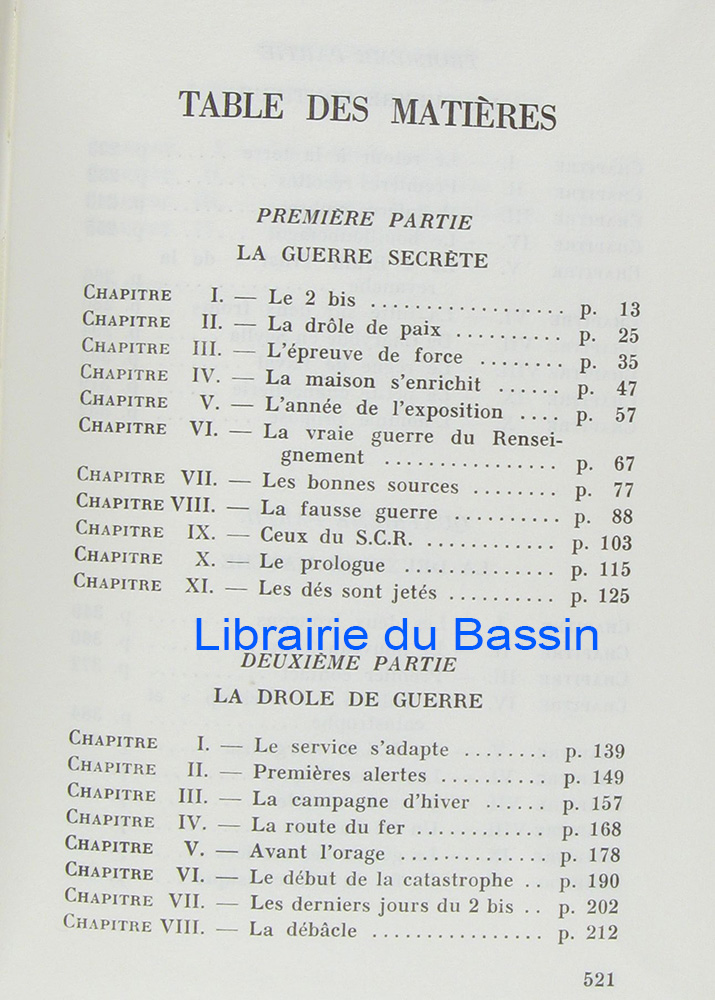 TABLE DES MATIÈRES
PREMIÈRE PARTIE
LA GUERRE SECRÈTE
CHAPITRE I. — Le 2 bis .................. p. 13
CHAPITRE II. — La drôle de paix .......... p. 25
CHAPITRE III. — L'épreuve de force ........ p. 35
CHAPITRE IV. — La maison s'enrichit ...... p. 47
CHAPITRE V. — L'année de l'exposition .... p. 57
CHAPITRE VI. — La vraie guerre du Rensei-
gnement ................ p. 67
CHAPITRE VII. — Les bonnes sources ........ p. 77
CHAPITRE VIII. — La fausse guerre .......... p. 88
CHAPITRE IX. — Ceux du S.C.R. ............ p. 103
CHAPITRE X. — Le prologue .............. p. 115
CHAPITRE XI. — Les dés sont jetés .......... p. 125
Librairie du Bassin
DEUXIÈME PARTIE
LA DROLE DE GUERRE
CHAPITRE I. — Le service s'adapte ........ p. 139
CHAPITRE II. — Premières alertes .......... p. 149
CHAPITRE III. — La campagne d'hiver ...... p. 157
CHAPITRE IV. — La route du fer ............ p. 168
CHAPITRE V. — Avant l'orage .............. p. 178
CHAPITRE VI. — Le début de la catastrophe .. p. 190
CHAPITRE VII. — Les derniers jours du 2 bis .. p. 202
CHAPITRE VIII. — La débâcle ................ p. 212
521